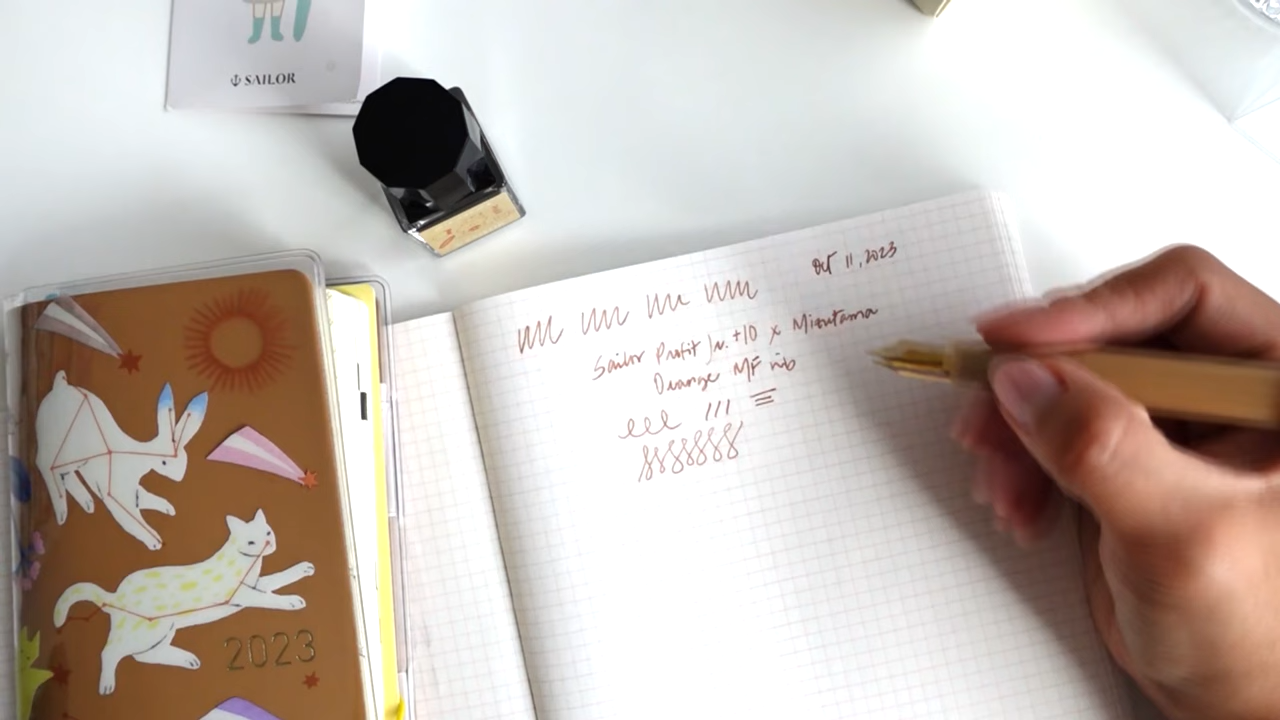 SAILOR
Oct 11, 2023
Sailor Profit Jr. +10 x Mizutama
Orange MF nib
2023